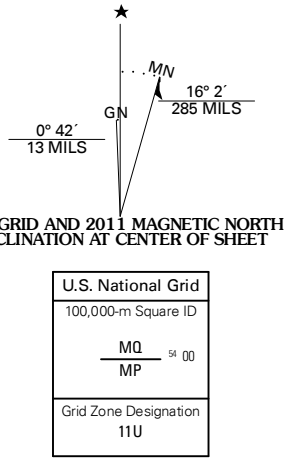 ★
MN
GN
16° 2´
285 MILS
0° 42´
13 MILS
GRID AND 2011 MAGNETIC NORTH
CLINATION AT CENTER OF SHEET
U.S. National Grid
100,000-m Square ID
MQ
54 00
MP
Grid Zone Designation
11U